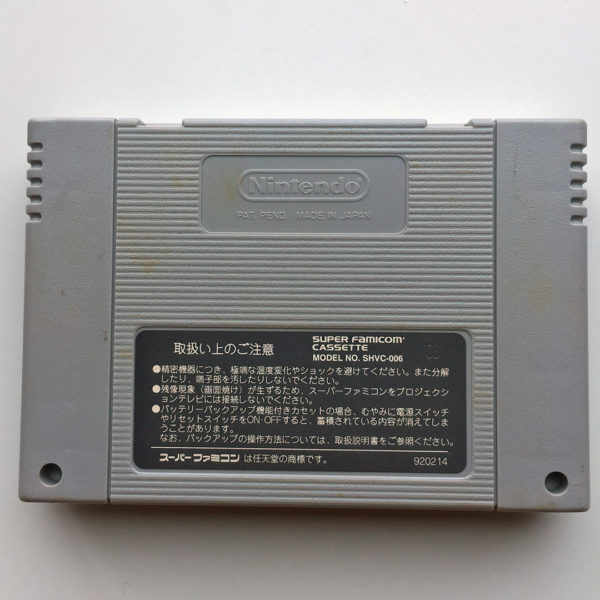 Nintendo
PAT. PEND. MADE IN JAPAN
取扱い上のご注意
SUPER FAMICOM
CASSETTE
MODEL NO. SHVC-006
●精密機器につき、極端な温度変化やショックを避けてください。また分解
したり、端子部を汚したりしないでください。
●残像現象（画面焼け）が生ずるため、スーパーファミコンをプロジェクシ
ョンテレビには接続しないでください。
●バッテリーバックアップ機能付きカセットの場合、むやみに電源スイッチ
やリセットスイッチをON・OFFすると、蓄積されている内容が消えてしま
うことがあります。
なお、バックアップの操作方法については、取扱説明書をご参照ください。
スーパーファミコン は任天堂の商標です。
920214